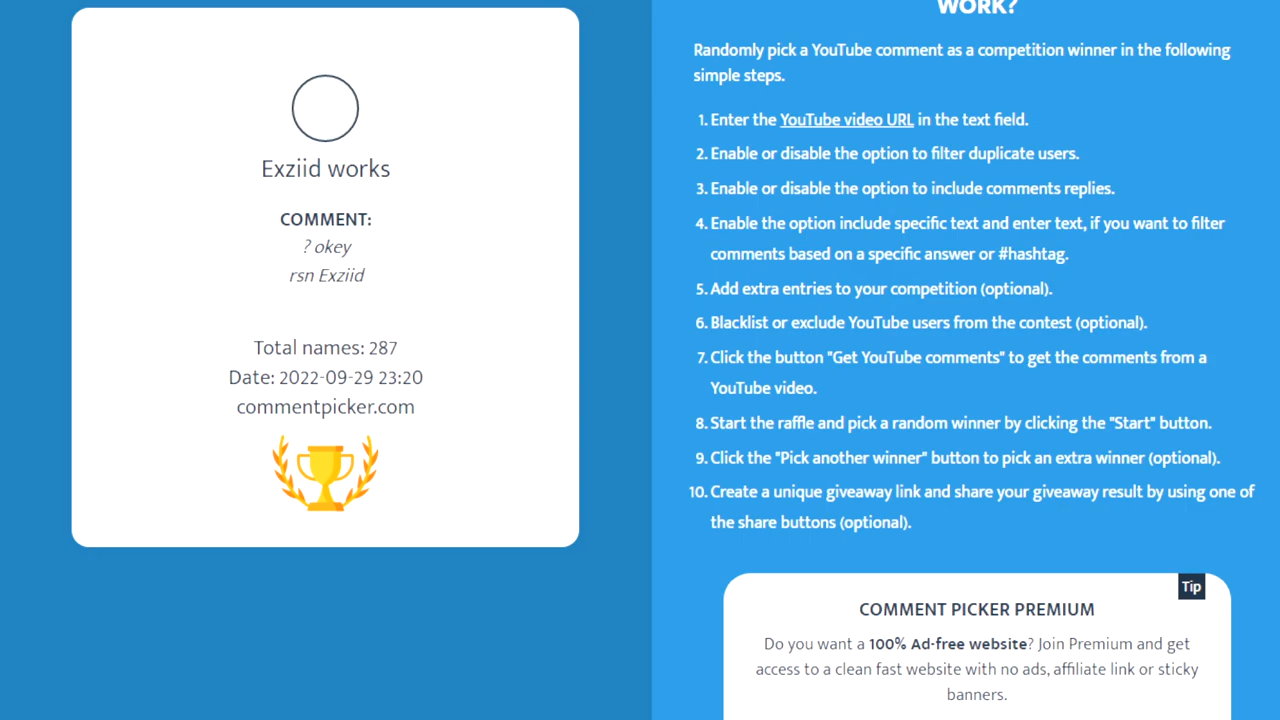 Exziid works
COMMENT:
? okey
rsn Exziid
Total names: 287
Date: 2022-09-29 23:20
commentpicker.com
WORK?
Randomly pick a YouTube comment as a competition winner in the following
simple steps.
1. Enter the YouTube video URL in the text field.
2. Enable or disable the option to filter duplicate users.
3. Enable or disable the option to include comments replies.
4. Enable the option include specific text and enter text, if you want to filter
comments based on a specific answer or #hashtag.
5. Add extra entries to your competition (optional).
6. Blacklist or exclude YouTube users from the contest (optional).
7. Click the button "Get YouTube comments" to get the comments from a
YouTube video.
8. Start the raffle and pick a random winner by clicking the "Start" button.
9. Click the "Pick another winner" button to pick an extra winner (optional).
10. Create a unique giveaway link and share your giveaway result by using one of
the share buttons (optional).
Tip
COMMENT PICKER PREMIUM
Do you want a 100% Ad-free website? Join Premium and get
access to a clean fast website with no ads, affiliate link or sticky
banners.